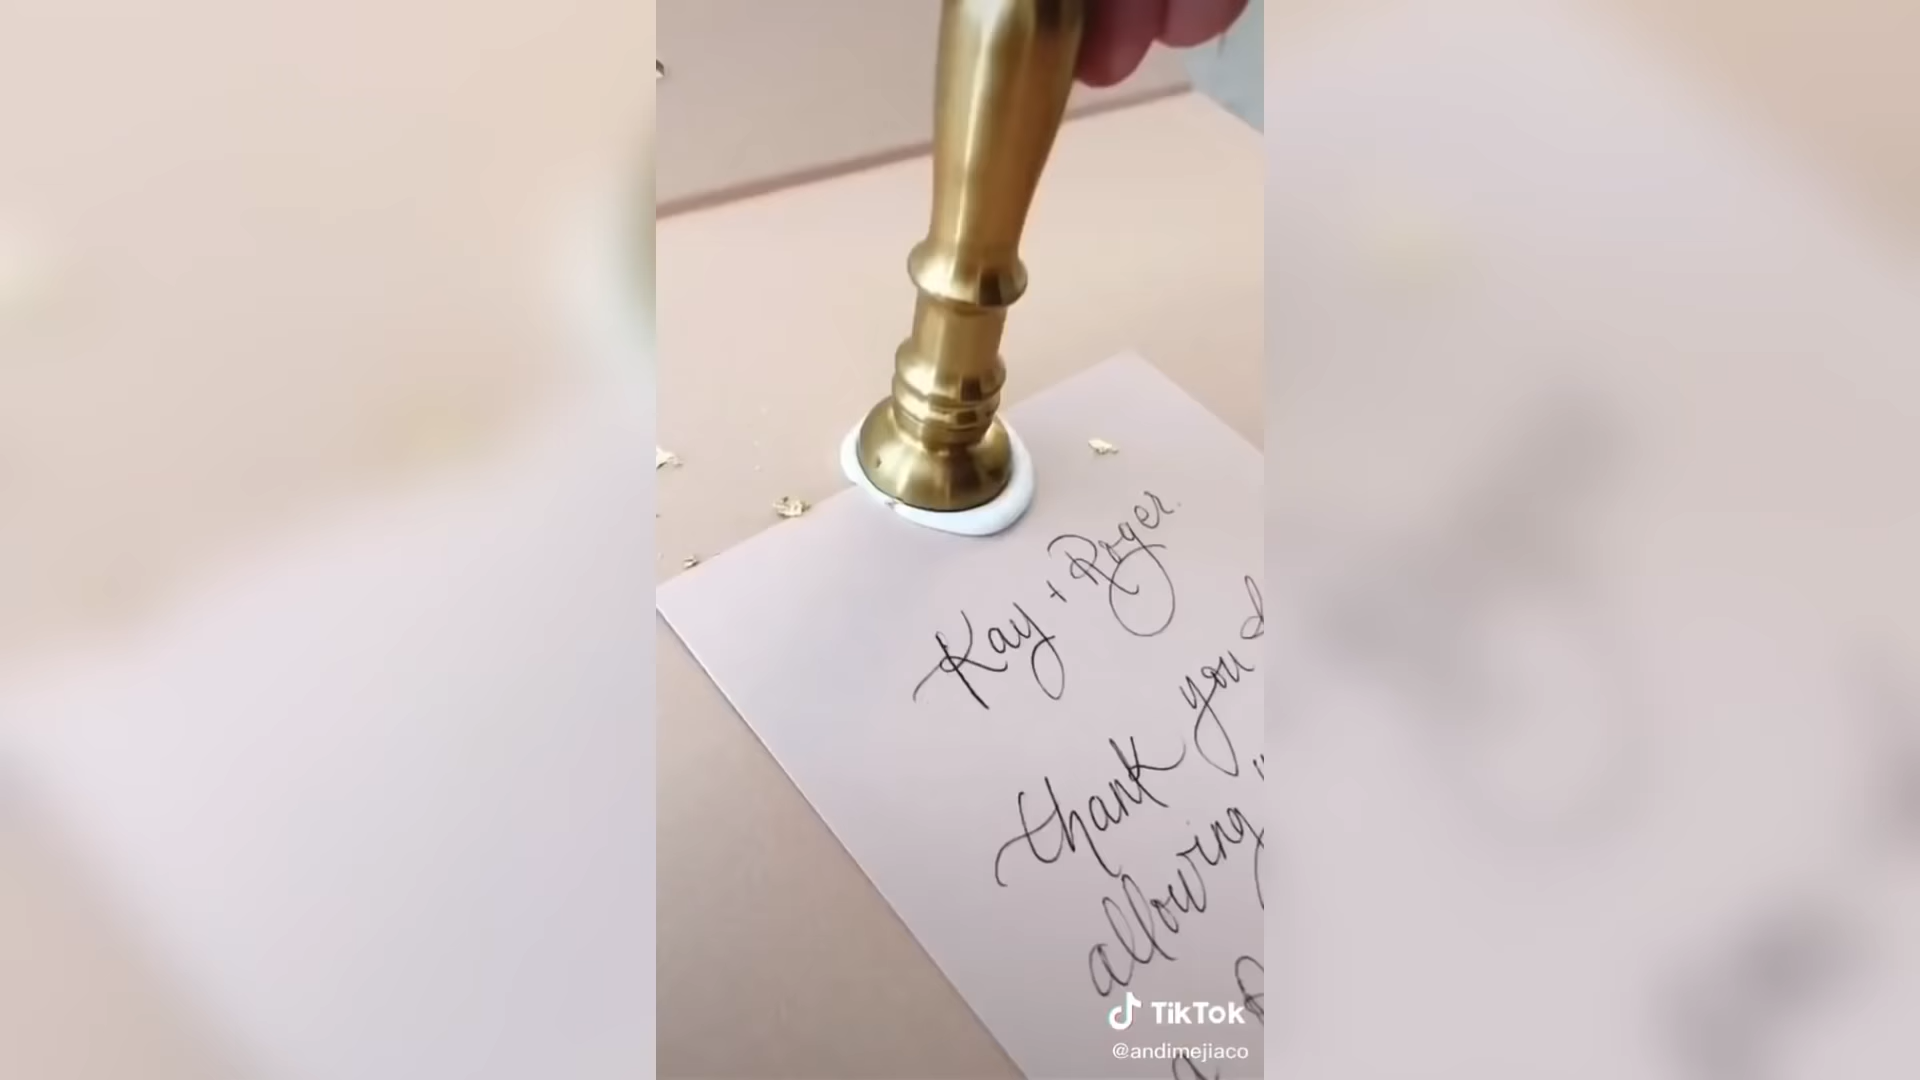 Kay + Roger.
thank you
allowing
TikTok
@andimejiaco